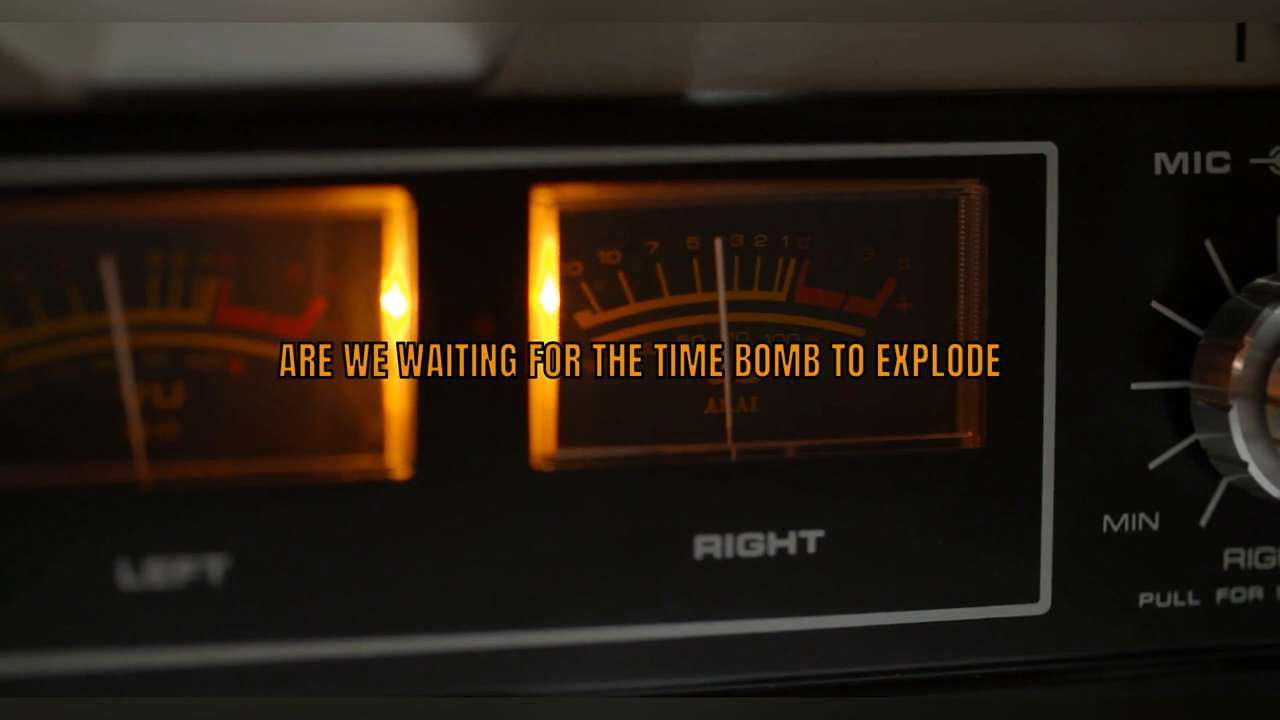 MIC
10 7 5 3 2 1 0 3 5
ARE WE WAITING FOR THE TIME BOMB TO EXPLODE
AKAI
MIN
LEFT
RIGHT
PULL FOR